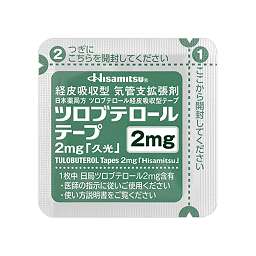 ②つぎに
こちらを開封してください
①ここから開封してください
Hisamitsu®
経皮吸収型 気管支拡張剤
日本薬局方 ツロブテロール経皮吸収型テープ
ツロブテロール
テープ
2mg「久光」
2mg
TULOBUTEROL Tapes 2mg「Hisamitsu」
1枚中 日局ツロブテロール2mg含有
・医師の指示に従いご使用ください
・使い方説明書をご覧ください